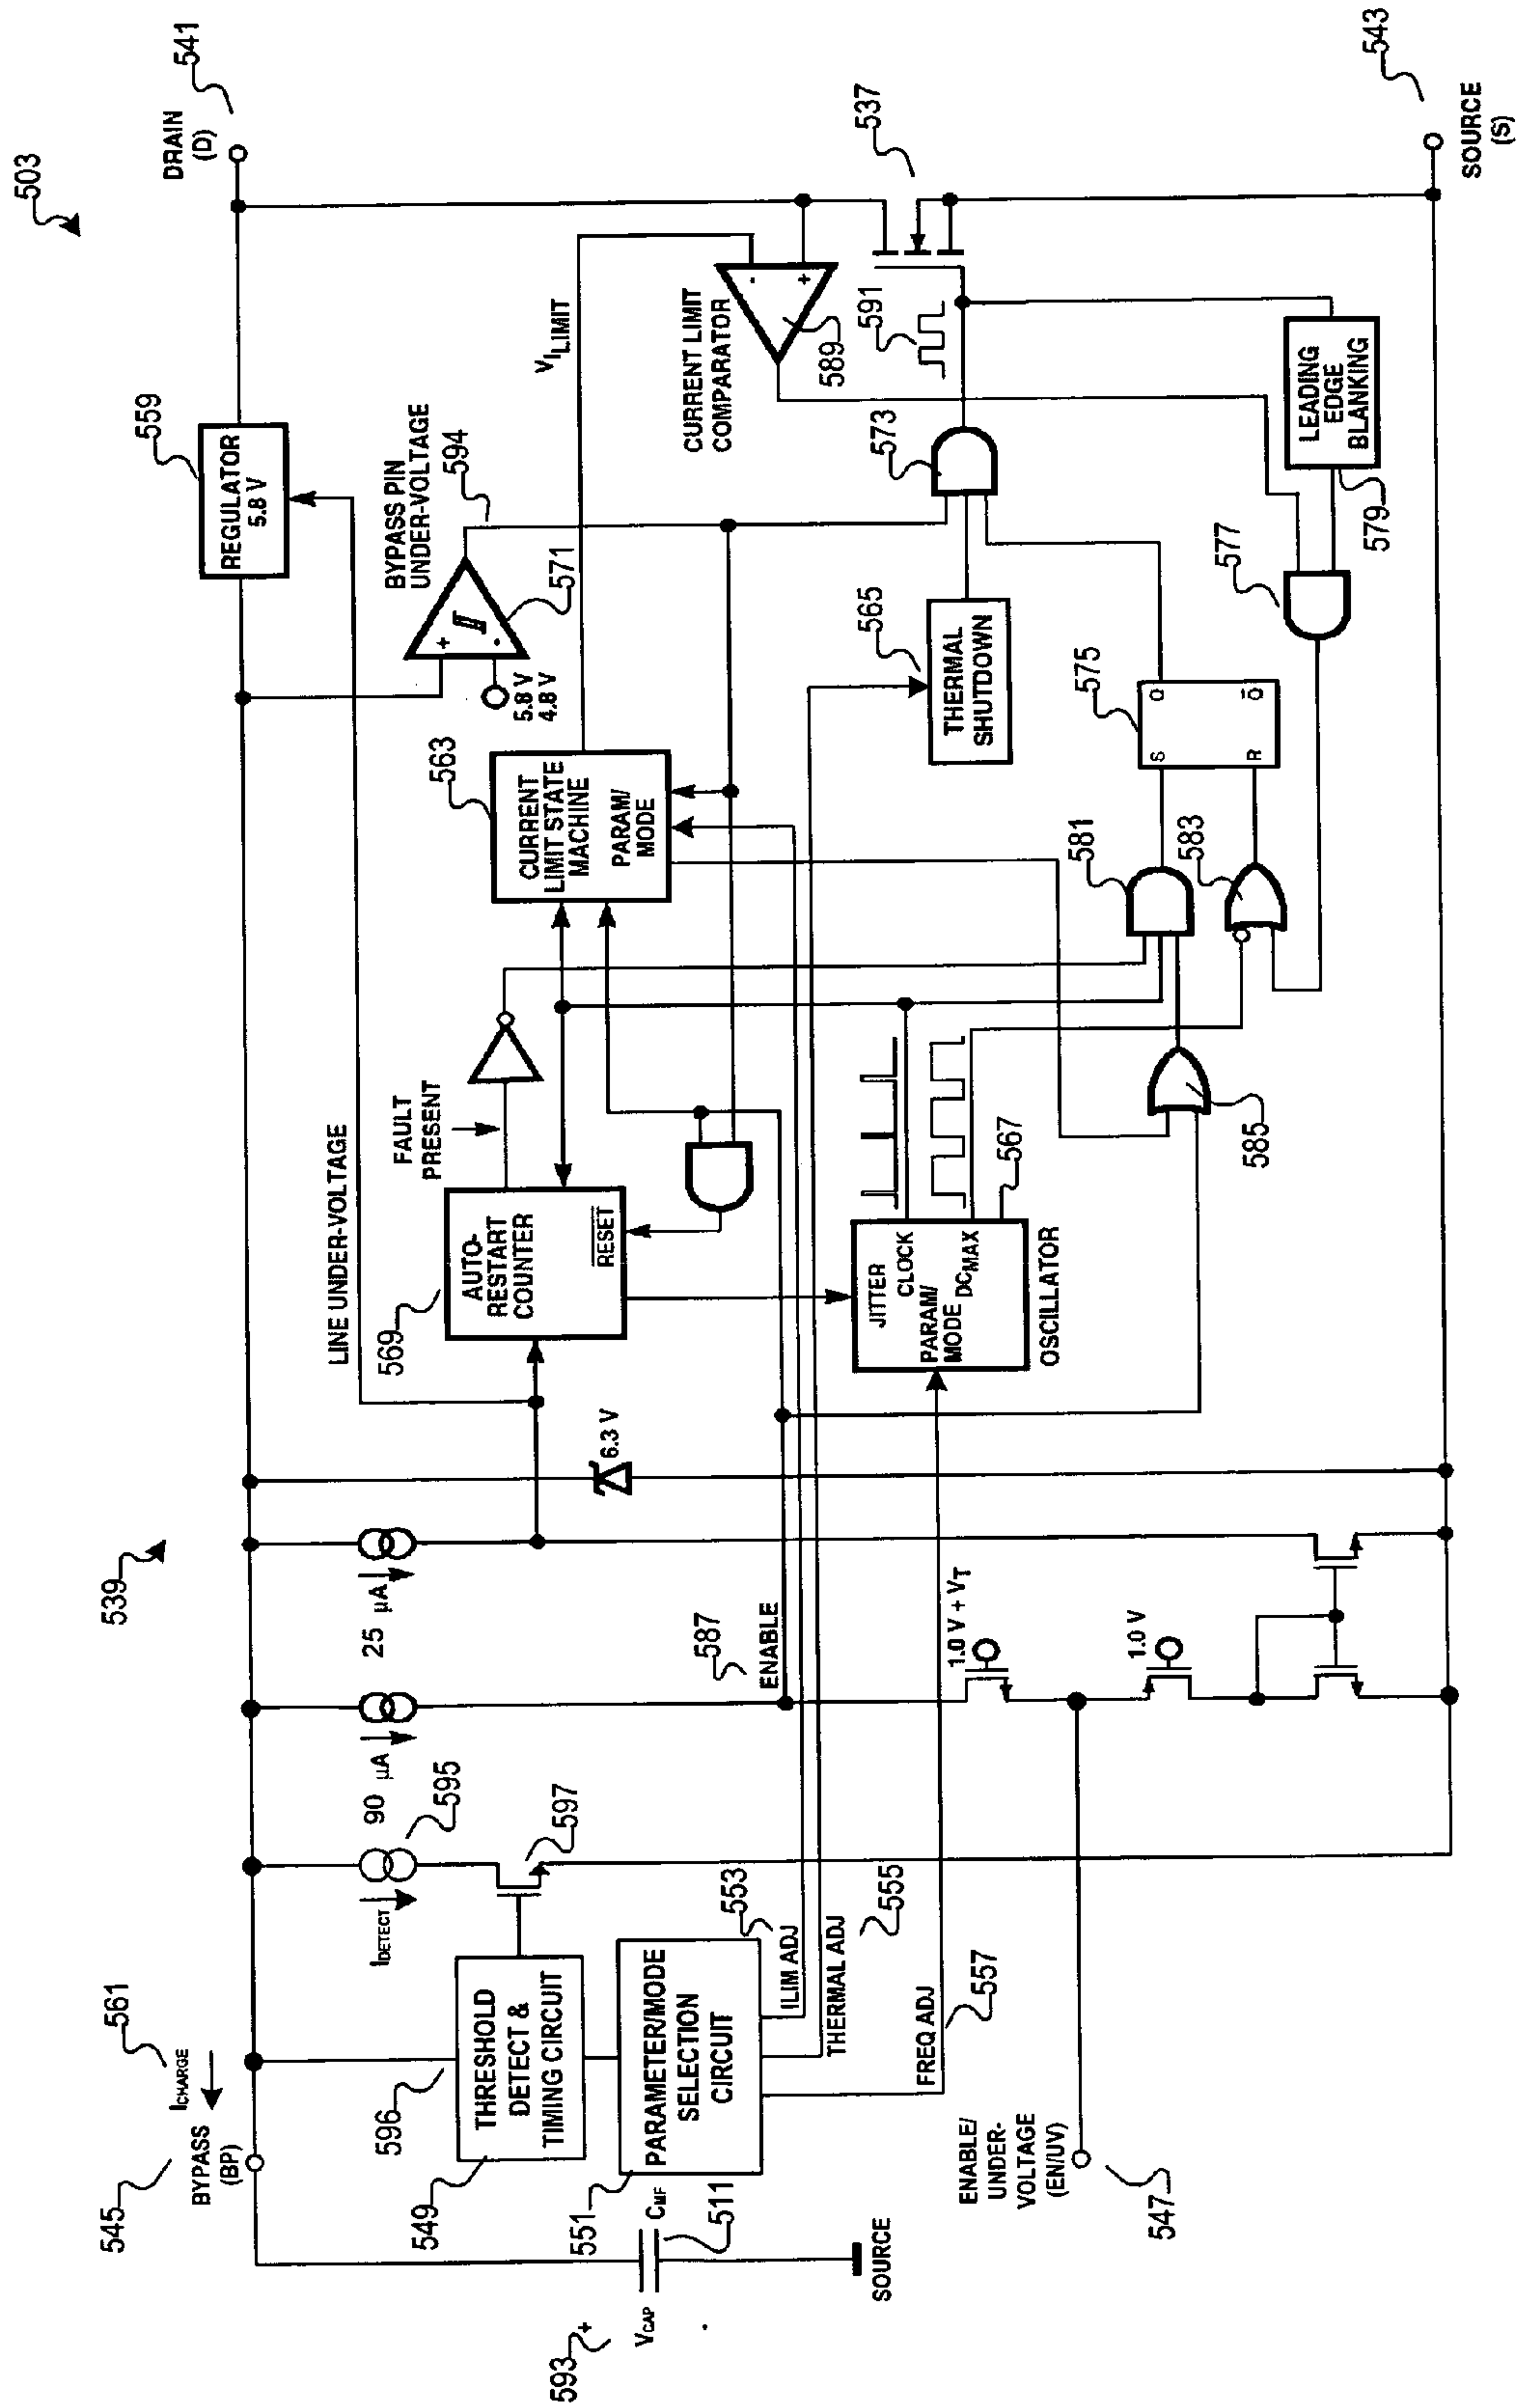 503
541
DRAIN
(D)
559
REGULATOR
5.8 V
539
561
ICHARGE
545
BYPASS
(BP)
LINE UNDER-VOLTAGE
BYPASS PIN
UNDER-VOLTAGE
594
+
-
571
5.8 V
4.8 V
VILIMIT
25 µA
90 µA
595
IDETECT
597
596
THRESHOLD
DETECT &
TIMING CIRCUIT
549
PARAMETER/MODE
SELECTION
CIRCUIT
551
593
+
VCAP
-
CMF
511
SOURCE
553
ILIM ADJ
THERMAL ADJ
555
FREQ ADJ
557
587
ENABLE
6.3 V
569
AUTO-
RESTART
COUNTER
RESET
FAULT
PRESENT
563
CURRENT
LIMIT STATE
MACHINE
PARAM/
MODE
CURRENT LIMIT
COMPARATOR
-
+
589
591
537
573
565
THERMAL
SHUTDOWN
JITTER
CLOCK
PARAM/
MODE
DCMAX
OSCILLATOR
567
1.0 V + VT
1.0 V
ENABLE/
UNDER-
VOLTAGE
(EN/UV)
547
585
581
583
575
S
R
Q
Q̅
577
579
LEADING
EDGE
BLANKING
543
SOURCE
(S)